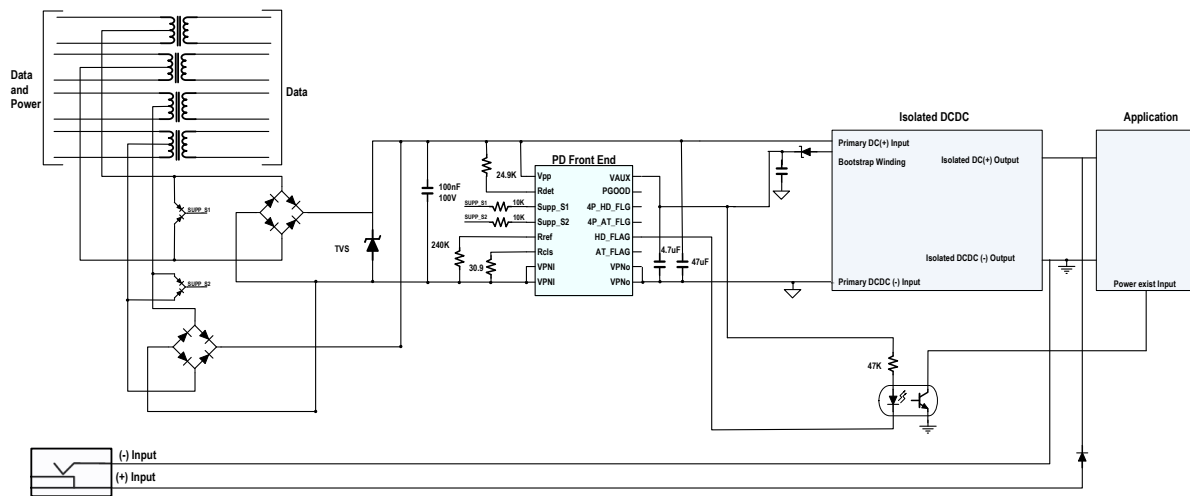 Data
and
Power
Data
SUPP_S1
SUPP_S2
TVS
100nF
100V
24.9K
SUPP_S1
10K
SUPP_S2
10K
240K
30.9
PD Front End
Vpp
Rdet
Supp_S1
Supp_S2
Rref
Rcls
VPNI
VPNI
VAUX
PGOOD
4P_HD_FLG
4P_AT_FLG
HD_FLAG
AT_FLAG
VPNo
VPNo
4.7uF
47uF
Isolated DCDC
Primary DC(+) Input
Bootstrap Winding
Isolated DC(+) Output
Isolated DCDC (-) Output
Primary DCDC (-) Input
Application
Power exist Input
47K
(-) Input
(+) Input